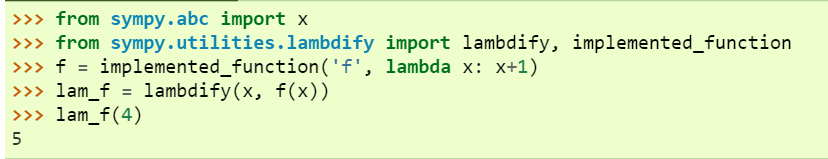 >>> from sympy.abc import x
>>> from sympy.utilities.lambdify import lambdify, implemented_function
>>> f = implemented_function('f', lambda x: x+1)
>>> lam_f = lambdify(x, f(x))
>>> lam_f(4)
5